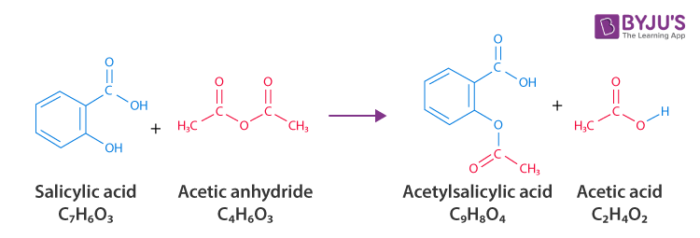 BYJU'S
The Learning App
O
C
OH
OH
+
O
O
H₃C
C
O
C
CH₃
O
C
OH
O
C
O
CH₃
+
O
C
H₃C
O
H
Salicylic acid
C₇H₆O₃
Acetic anhydride
C₄H₆O₃
Acetylsalicylic acid
C₉H₈O₄
Acetic acid
C₂H₄O₂